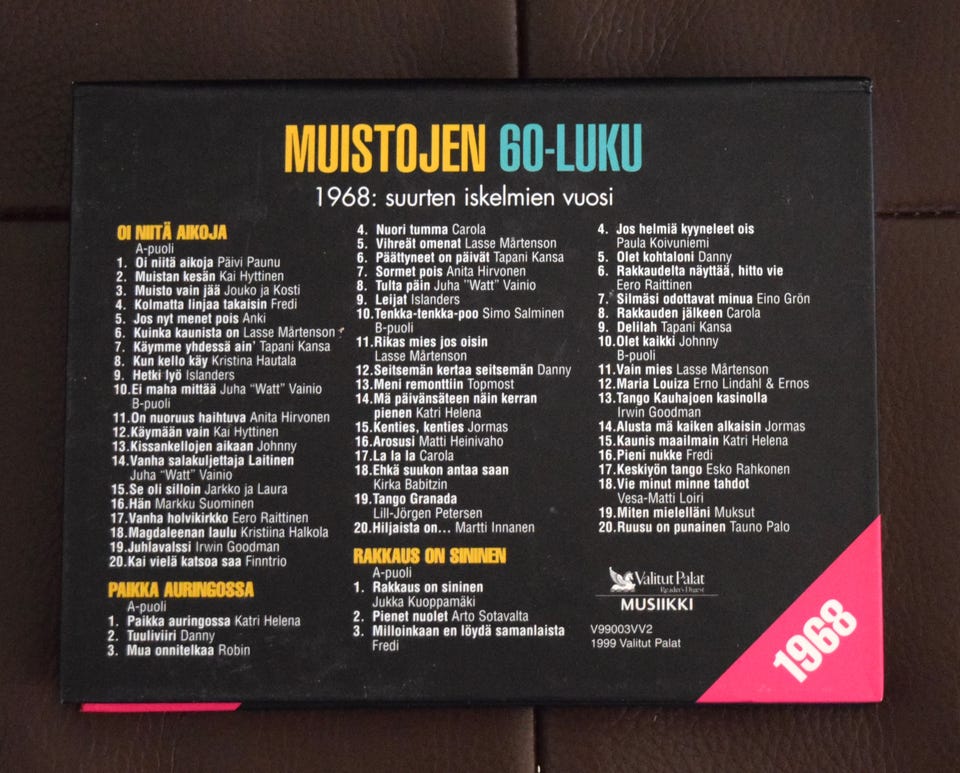 MUISTOJEN 60-LUKU
1968: suurten iskelmien vuosi
OI NIITÄ AIKOJA
A-puoli
1. Oi niitä aikoja Päivi Paunu
2. Muistan kesän Kai Hyttinen
3. Muisto vain jää Jouko ja Kosti
4. Kolmatta linjaa takaisin Fredi
5. Jos nyt menet pois Anki
6. Kuinka kaunista on Lasse Mårtenson
7. Käymme yhdessä ain' Tapani Kansa
8. Kun kello käy Kristina Hautala
9. Hetki lyö Islanders
10.Ei maha mittää Juha "Watt" Vainio
B-puoli
11.On nuoruus haihtuva Anita Hirvonen
12.Käymään vain Kai Hyttinen
13.Kissankellojen aikaan Johnny
14.Vanha salakuljettaja Laitinen
Juha "Watt" Vainio
15.Se oli silloin Jarkko ja Laura
16.Hän Markku Suominen
17.Vanha holvikirkko Eero Raittinen
18.Magdaleenan laulu Kristiina Halkola
19.Juhlavalssi Irwin Goodman
20.Kai vielä katsoa saa Finntrio
PAIKKA AURINGOSSA
A-puoli
1. Paikka auringossa Katri Helena
2. Tuuliviiri Danny
3. Mua onnitelkaa Robin
4. Nuori tumma Carola
5. Vihreät omenat Lasse Mårtenson
6. Päättyneet on päivät Tapani Kansa
7. Sormet pois Anita Hirvonen
8. Tulta päin Juha "Watt" Vainio
9. Leijat Islanders
10.Tenkka-tenkka-poo Simo Salminen
B-puoli
11.Rikas mies jos oisin
Lasse Mårtenson
12.Seitsemän kertaa seitsemän Danny
13.Meni remonttiin Topmost
14.Mä päivänsäteen näin kerran
pienen Katri Helena
15.Kenties, kenties Jormas
16.Arosusi Matti Heinivaho
17.La la la Carola
18.Ehkä suukon antaa saan
Kirka Babitzin
19.Tango Granada
Lill-Jörgen Petersen
20.Hiljaista on... Martti Innanen
RAKKAUS ON SININEN
A-puoli
1. Rakkaus on sininen
Jukka Kuoppamäki
2. Pienet nuolet Arto Sotavalta
3. Milloinkaan en löydä samanlaista
Fredi
4. Jos helmiä kyyneleet ois
Paula Koivuniemi
5. Olet kohtaloni Danny
6. Rakkaudelta näyttää, hitto vie
Eero Raittinen
7. Silmäsi odottavat minua Eino Grön
8. Rakkauden jälkeen Carola
9. Delilah Tapani Kansa
10.Olet kaikki Johnny
B-puoli
11.Vain mies Lasse Mårtenson
12.Maria Louiza Erno Lindahl & Ernos
13.Tango Kauhajoen kasinolla
Irwin Goodman
14.Alusta mä kaiken alkaisin Jormas
15.Kaunis maailmain Katri Helena
16.Pieni nukke Fredi
17.Keskiyön tango Esko Rahkonen
18.Vie minut minne tahdot
Vesa-Matti Loiri
19.Miten mielelläni Muksut
20.Ruusu on punainen Tauno Palo
Valitut Palat
Reader's Digest
MUSIIKKI
V99003VV2
1999 Valitut Palat
1968